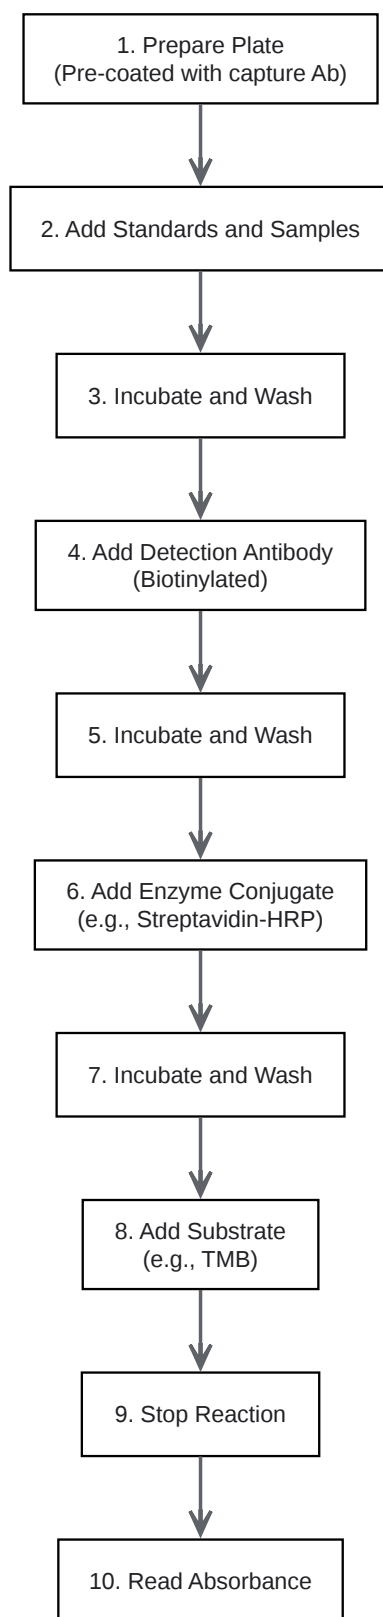 1. Prepare Plate
(Pre-coated with capture Ab)
2. Add Standards and Samples
3. Incubate and Wash
4. Add Detection Antibody
(Biotinylated)
5. Incubate and Wash
6. Add Enzyme Conjugate
(e.g., Streptavidin-HRP)
7. Incubate and Wash
8. Add Substrate
(e.g., TMB)
9. Stop Reaction
10. Read Absorbance